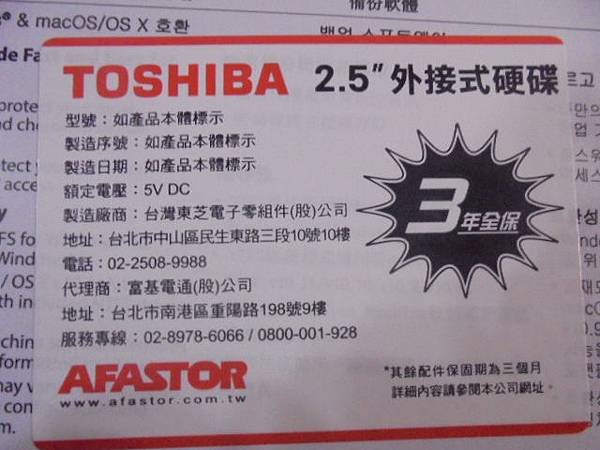 備份軟體
& macOS/OS X 호환
TOSHIBA 2.5" 外接式硬碟
型號：如產品本體標示
製造序號：如產品本體標示
製造日期：如產品本體標示
額定電壓：5V DC
製造廠商：台灣東芝電子零組件(股)公司
地址：台北市中山區民生東路三段10號10樓
電話：02-2508-9988
代理商：富基電通(股)公司
地址：台北市南港區重陽路198號9樓
服務專線：02-8978-6066 / 0800-001-928
3年全保
AFASTOR
www.afastor.com.tw
*其餘配件保固期為三個月
詳細內容請參閱本公司網址。